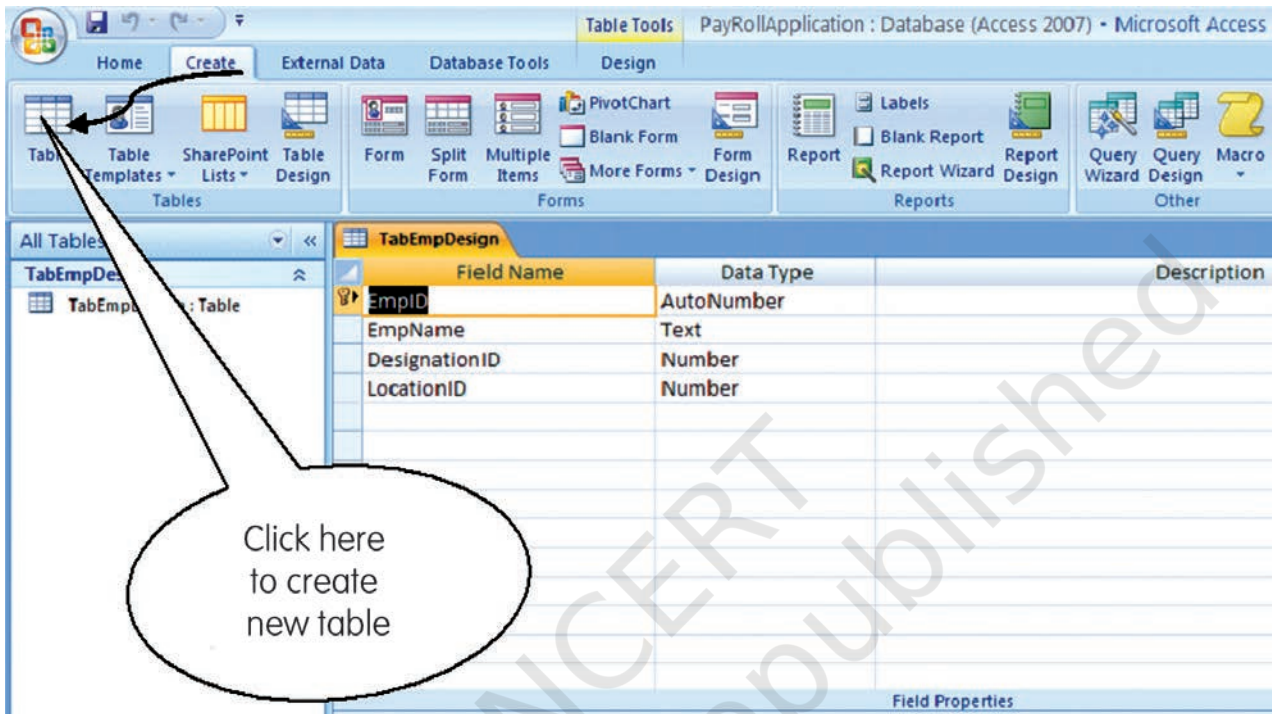 Table Tools PayRollApplication : Database (Access 2007) - Microsoft Access
Home Create External Data Database Tools Design
PivotChart Labels
Blank Form Blank Report
Table Table SharePoint Table Form Split Multiple More Forms Form Report Report Wizard Report Query Query Macro
Templates Lists Design Form Items Design Design Wizard Design
Tables Forms Reports Other
All Tables « TabEmpDesign
TabEmpDes Field Name Data Type Description
: Table EmpID AutoNumber
EmpName Text
DesignationID Number
LocationID Number
Click here
to create
new table
Field Properties
NCERT
republished